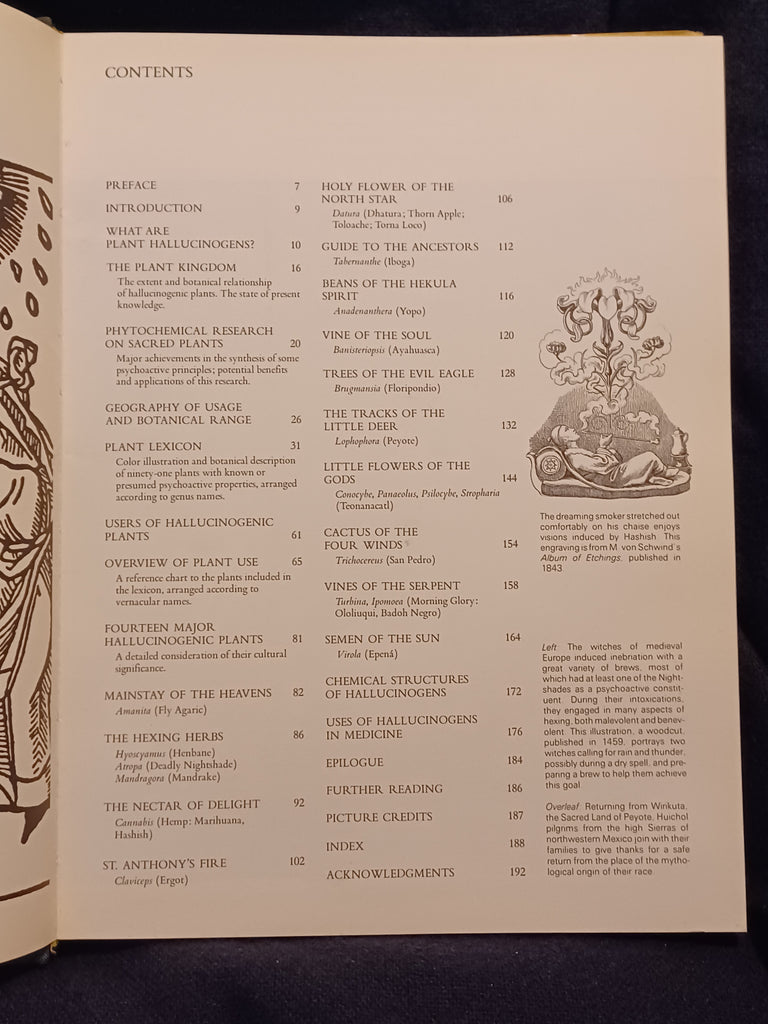 CONTENTS
PREFACE 7
INTRODUCTION 9
WHAT ARE
PLANT HALLUCINOGENS? 10
THE PLANT KINGDOM 16
The extent and botanical relationship
of hallucinogenic plants. The state of present
knowledge.
PHYTOCHEMICAL RESEARCH
ON SACRED PLANTS 20
Major achievements in the synthesis of some
psychoactive principles; potential benefits
and applications of this research.
GEOGRAPHY OF USAGE
AND BOTANICAL RANGE 26
PLANT LEXICON 31
Color illustration and botanical description
of ninety-one plants with known or
presumed psychoactive properties, arranged
according to genus names.
USERS OF HALLUCINOGENIC
PLANTS 61
OVERVIEW OF PLANT USE 65
A reference chart to the plants included in
the lexicon, arranged according to
vernacular names.
FOURTEEN MAJOR
HALLUCINOGENIC PLANTS 81
A detailed consideration of their cultural
significance.
MAINSTAY OF THE HEAVENS 82
Amanita (Fly Agaric)
THE HEXING HERBS 86
Hyoscyamus (Henbane)
Atropa (Deadly Nightshade)
Mandragora (Mandrake)
THE NECTAR OF DELIGHT 92
Cannabis (Hemp: Marihuana,
Hashish)
ST. ANTHONY'S FIRE 102
Claviceps (Ergot)
HOLY FLOWER OF THE
NORTH STAR 106
Datura (Dhatura; Thorn Apple;
Toloache; Torna Loco)
GUIDE TO THE ANCESTORS 112
Tabernanthe (Iboga)
BEANS OF THE HEKULA
SPIRIT 116
Anadenanthera (Yopo)
VINE OF THE SOUL 120
Banisteriopsis (Ayahuasca)
TREES OF THE EVIL EAGLE 128
Brugmansia (Floripondio)
THE TRACKS OF THE
LITTLE DEER 132
Lophophora (Peyote)
LITTLE FLOWERS OF THE
GODS 144
Conocybe, Panaeolus, Psilocybe, Stropharia
(Teonanacatl)
CACTUS OF THE
FOUR WINDS 154
Trichocereus (San Pedro)
VINES OF THE SERPENT 158
Turbina, Ipomoea (Morning Glory:
Ololiuqui, Badoh Negro)
SEMEN OF THE SUN 164
Virola (Epená)
CHEMICAL STRUCTURES
OF HALLUCINOGENS 172
USES OF HALLUCINOGENS
IN MEDICINE 176
EPILOGUE 184
FURTHER READING 186
PICTURE CREDITS 187
INDEX 188
ACKNOWLEDGMENTS 192
The dreaming smoker stretched out
comfortably on his chaise enjoys
visions induced by Hashish. This
engraving is from M. von Schwind's
Album of Etchings, published in
1843.
Left: The witches of medieval
Europe induced inebriation with a
great variety of brews, most of
which had at least one of the Night-
shades as a psychoactive constit-
uent. During their intoxications,
they engaged in many aspects of
hexing, both malevolent and benev-
olent. This illustration, a woodcut,
published in 1459, portrays two
witches calling for rain and thunder,
possibly during a dry spell, and pre-
paring a brew to help them achieve
this goal.
Overleaf: Returning from Wirikuta,
the Sacred Land of Peyote, Huichol
pilgrims from the high Sierras of
northwestern Mexico join with their
families to give thanks for a safe
return from the place of the mytho-
logical origin of their race.